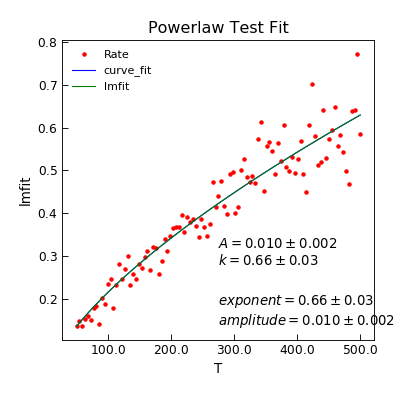 Powerlaw Test Fit
0.8
0.7
0.6
0.5
0.4
0.3
0.2
lmfit
Rate
curve_fit
lmfit
A = 0.010 ± 0.002
k = 0.66 ± 0.03
exponent = 0.66 ± 0.03
amplitude = 0.010 ± 0.002
100.0 200.0 300.0 400.0 500.0
T